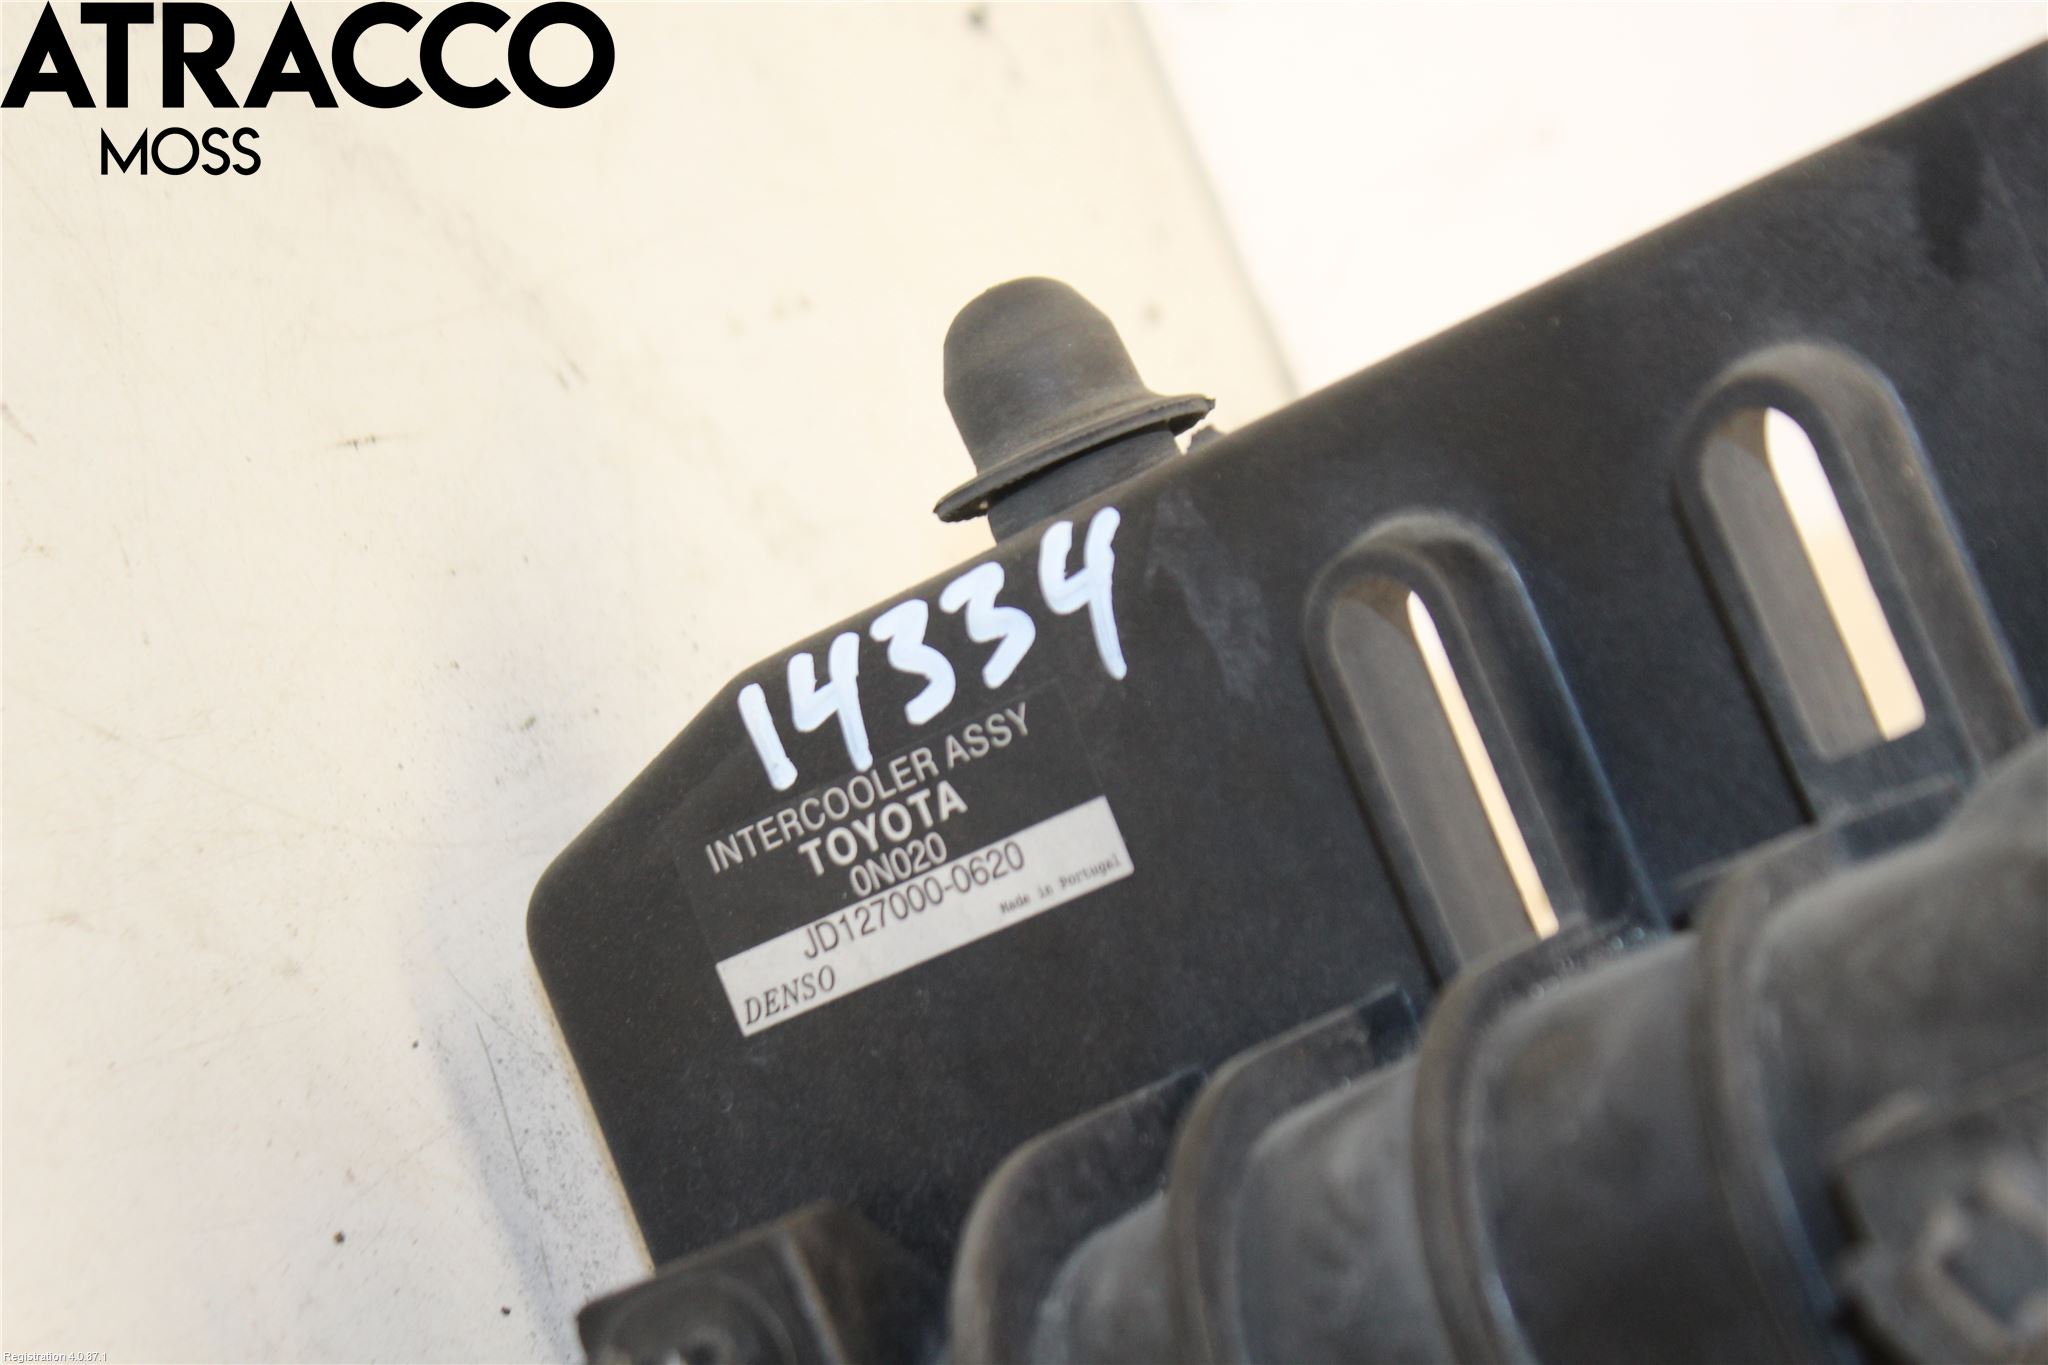 ATRACCO
MOSS
14334
INTERCOOLER ASSY
TOYOTA
0N020
JD127000-0620
Made in Portugal
DENSO
Registration 4.0.87.1